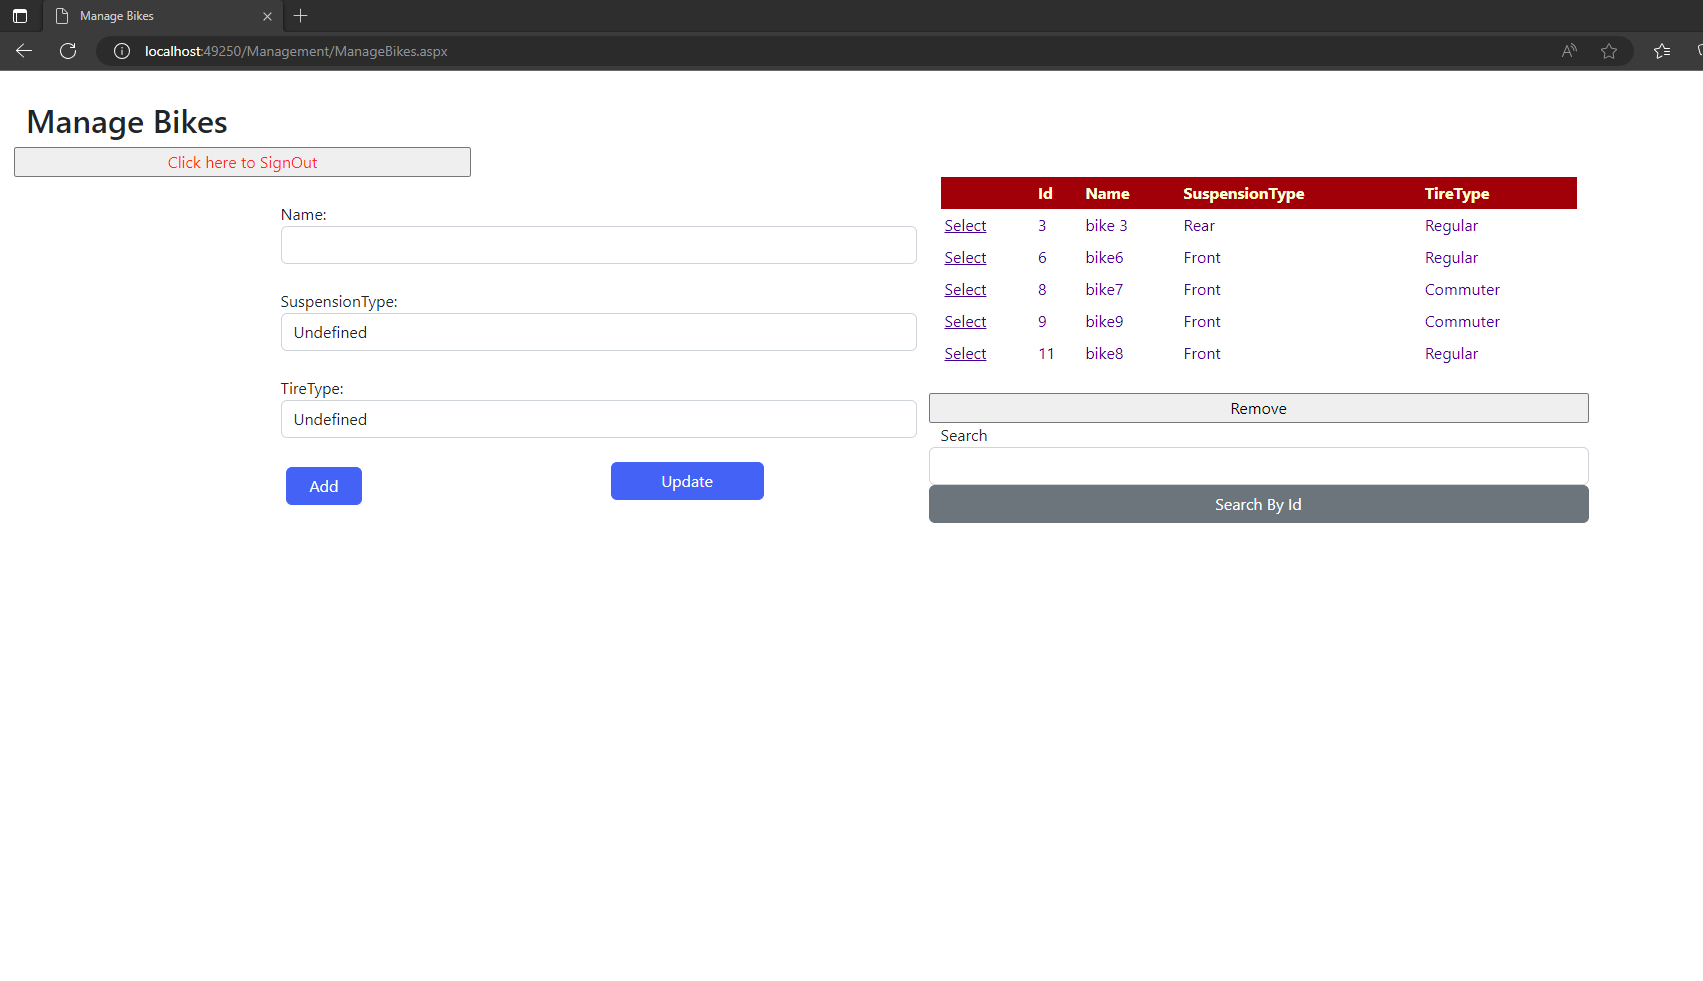 Manage Bikes
localhost:49250/Management/ManageBikes.aspx
Manage Bikes
Click here to SignOut
Name:
SuspensionType:
Undefined
TireType:
Undefined
Add Update
Id Name SuspensionType TireType
Select 3 bike 3 Rear Regular
Select 6 bike6 Front Regular
Select 8 bike7 Front Commuter
Select 9 bike9 Front Commuter
Select 11 bike8 Front Regular
Remove
Search
Search By Id